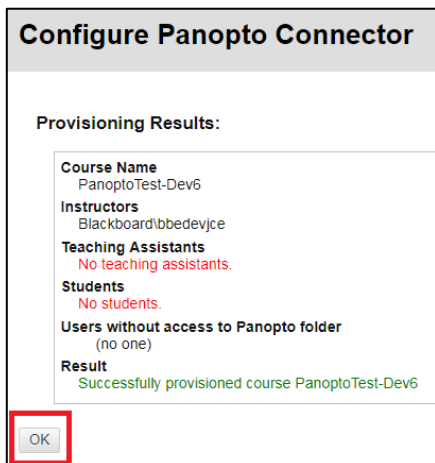 Configure Panopto Connector
Provisioning Results:
Course Name
PanoptoTest-Dev6
Instructors
Blackboard\bbedevjce
Teaching Assistants
No teaching assistants.
Students
No students.
Users without access to Panopto folder
(no one)
Result
Successfully provisioned course PanoptoTest-Dev6
OK